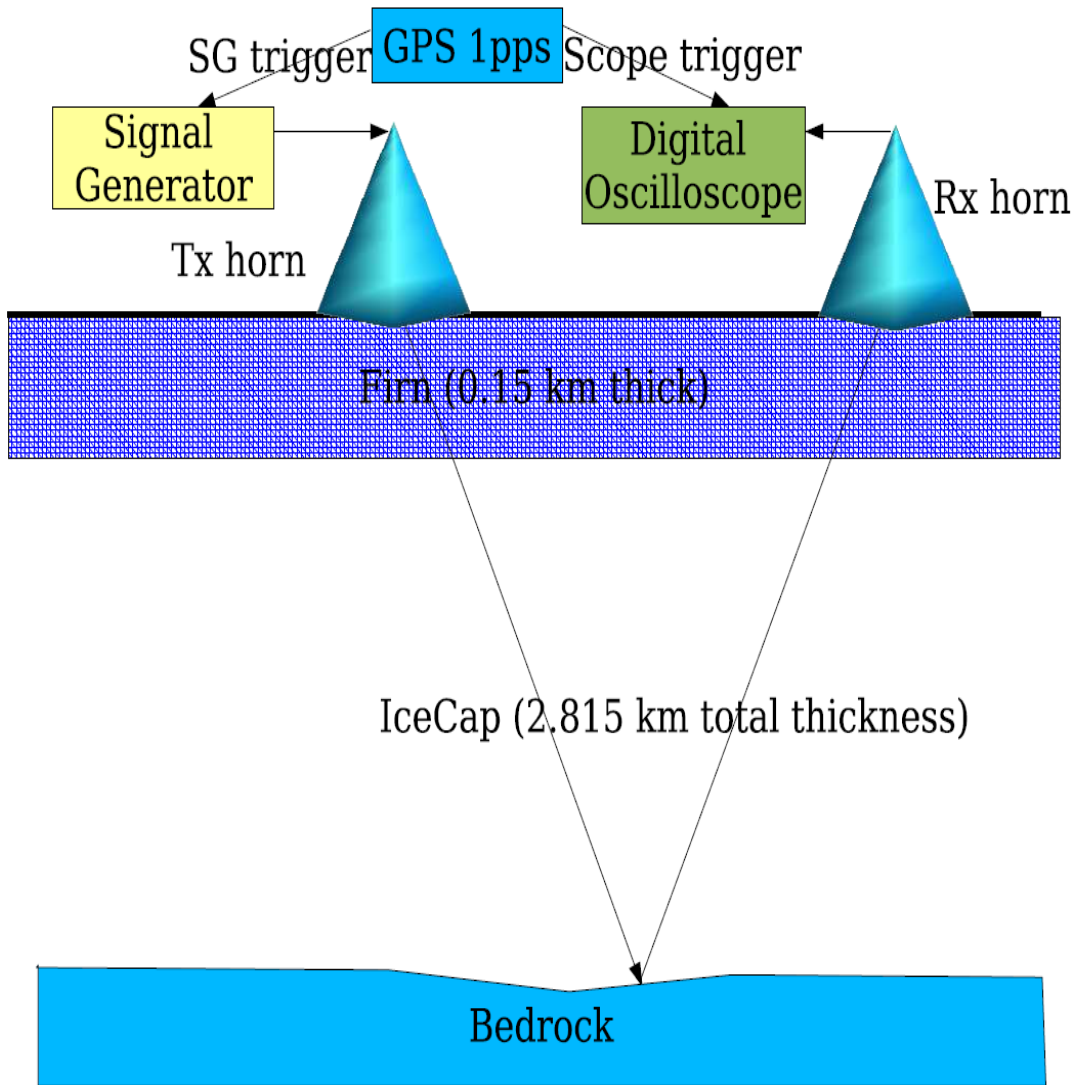 GPS 1pps
SG trigger
Scope trigger
Signal
Generator
Digital
Oscilloscope
Rx horn
Tx horn
Firn (0.15 km thick)
IceCap (2.815 km total thickness)
Bedrock